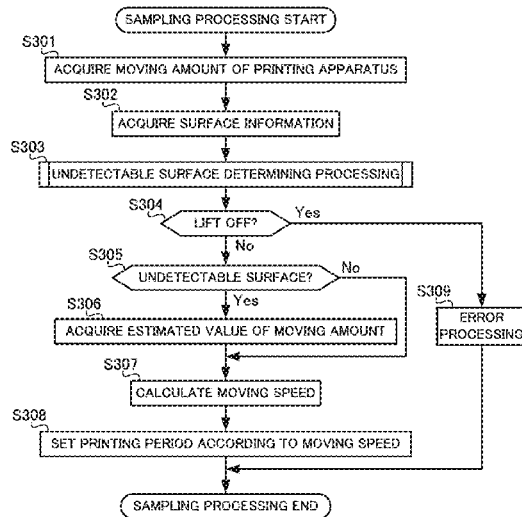 SAMPLING PROCESSING START
S301
ACQUIRE MOVING AMOUNT OF PRINTING APPARATUS
S302
ACQUIRE SURFACE INFORMATION
S303
UNDETECTABLE SURFACE DETERMINING PROCESSING
S304
LIFT OFF?
Yes
No
S305
UNDETECTABLE SURFACE?
No
Yes
S306
ACQUIRE ESTIMATED VALUE OF MOVING AMOUNT
S309
ERROR
PROCESSING
S307
CALCULATE MOVING SPEED
S308
SET PRINTING PERIOD ACCORDING TO MOVING SPEED
SAMPLING PROCESSING END